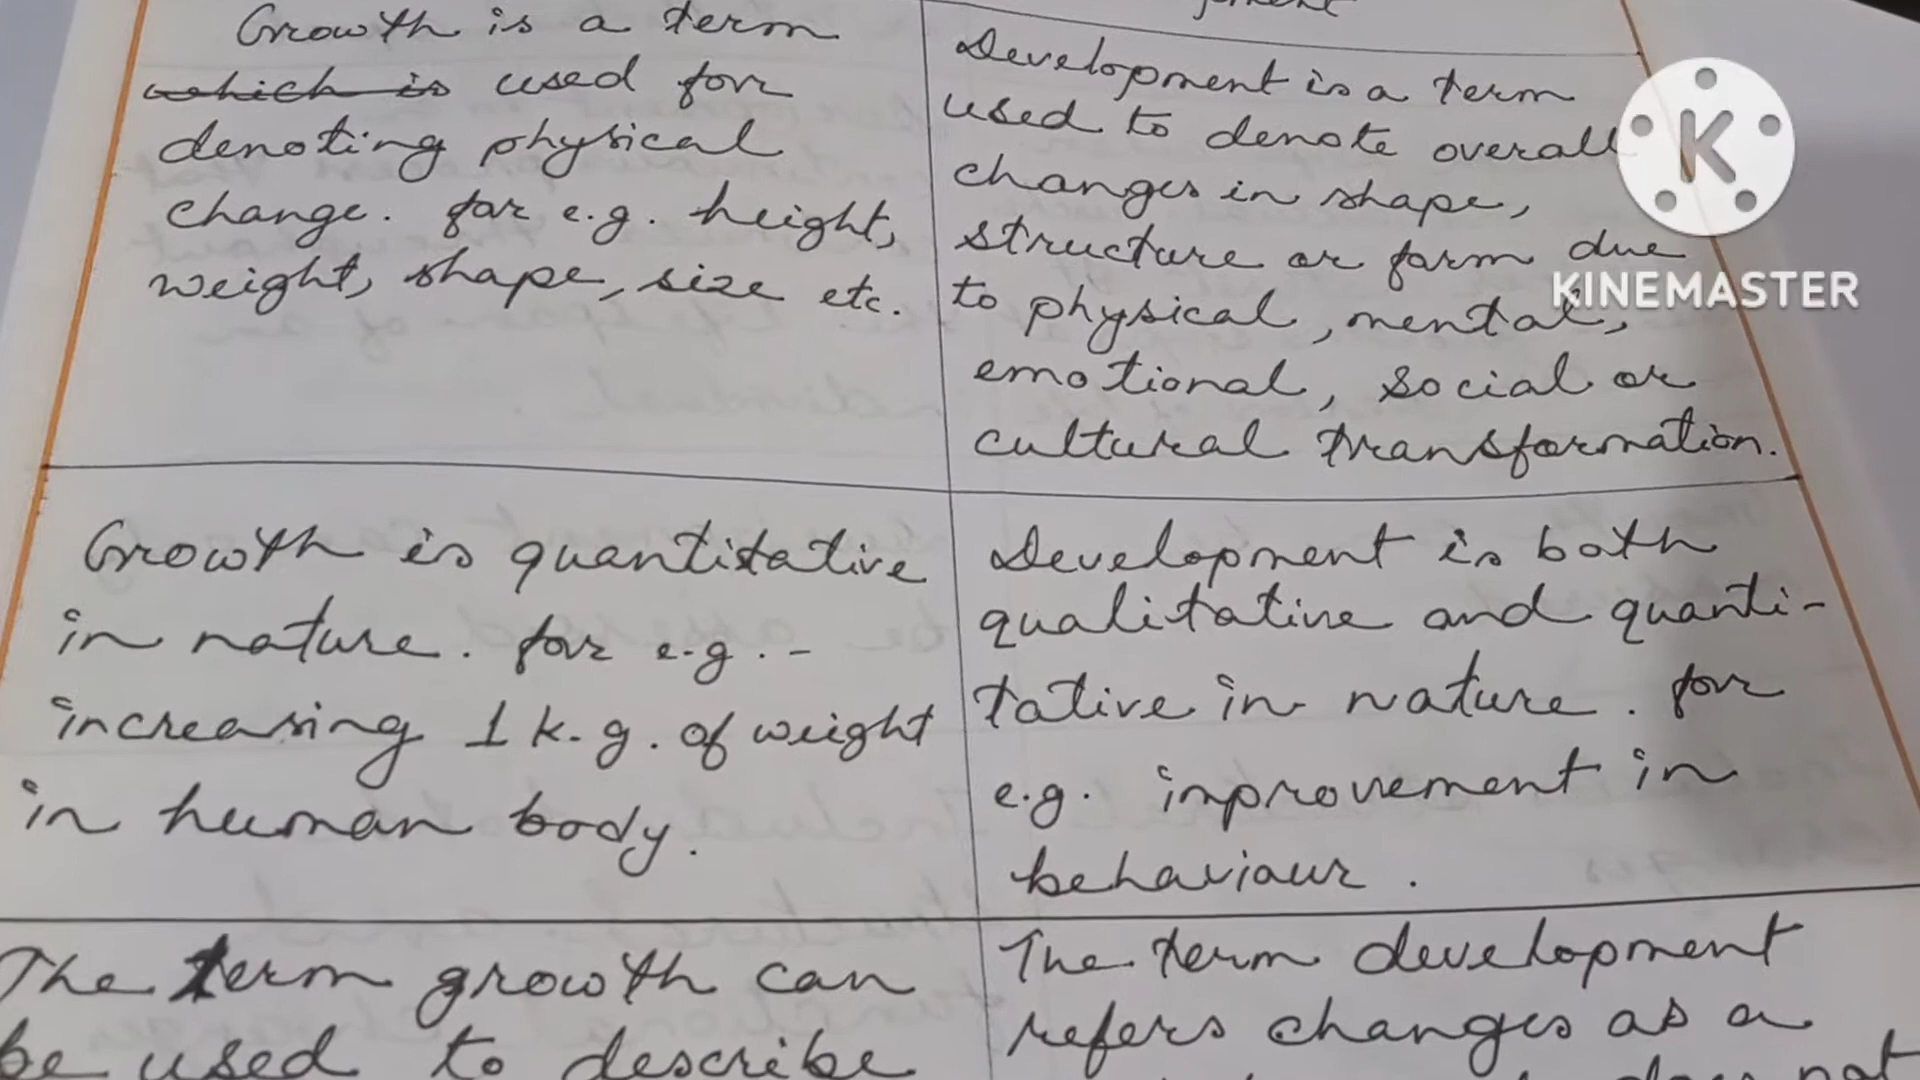 Growth is a term
which is used for
denoting physical
change. for e.g. height,
weight, shape, size etc.
Development is a term
used to denote overall
changes in shape,
structure or form due
to physical, mental,
emotional, social or
cultural transformation.
K
KINEMASTER
Growth is quantitative
in nature. for e.g. -
increasing 1 k.g. of weight
in human body.
Development is both
qualitative and quanti-
tative in nature. for
e.g. improvement in
behaviour.
The term growth can
be used to describe
The term development
refers changes as a
does not